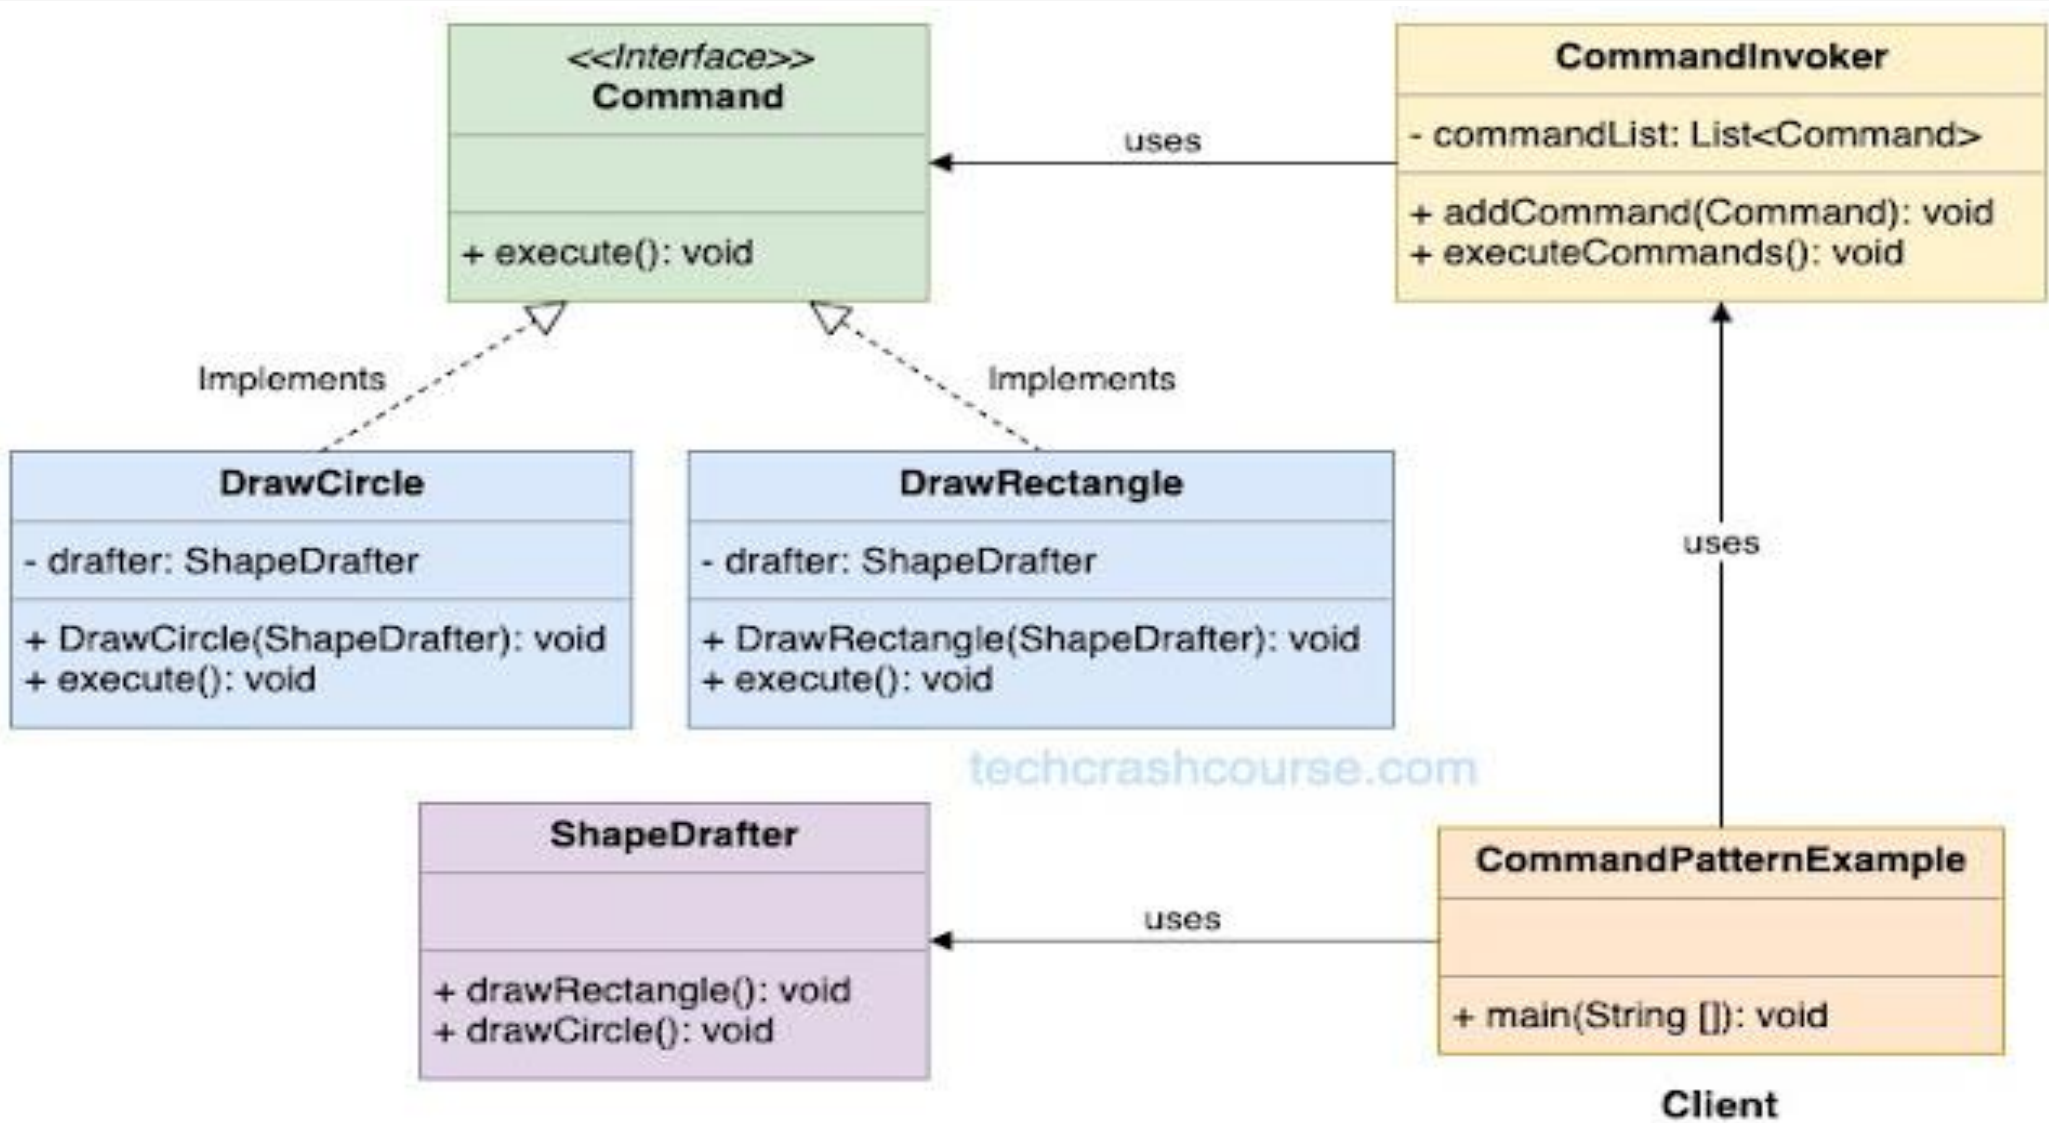 <<Interface>>
Command
+ execute(): void
uses
CommandInvoker
- commandList: List<Command>
+ addCommand(Command): void
+ executeCommands(): void
Implements
Implements
DrawCircle
- drafter: ShapeDrafter
+ DrawCircle(ShapeDrafter): void
+ execute(): void
DrawRectangle
- drafter: ShapeDrafter
+ DrawRectangle(ShapeDrafter): void
+ execute(): void
uses
techcrashcourse.com
ShapeDrafter
+ drawRectangle(): void
+ drawCircle(): void
uses
CommandPatternExample
+ main(String []): void
Client